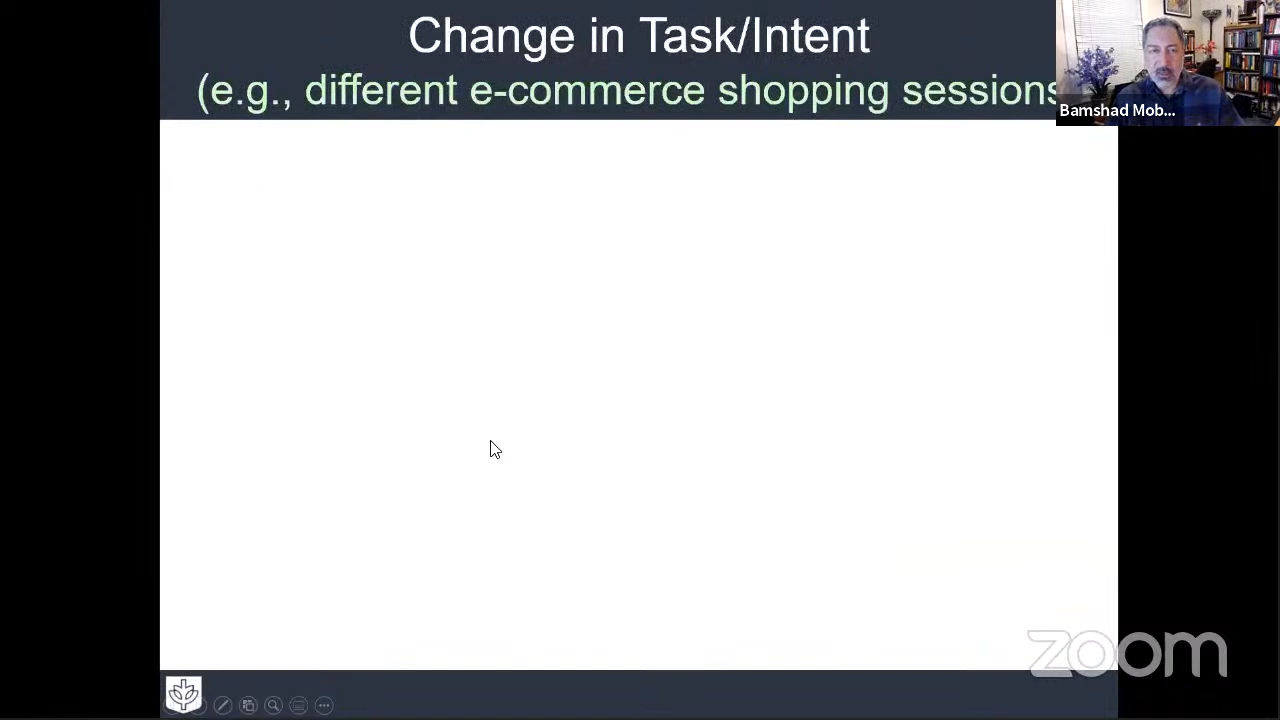 Change in Task/Intent
(e.g., different e-commerce shopping sessions
Bamshad Mob...
zoom